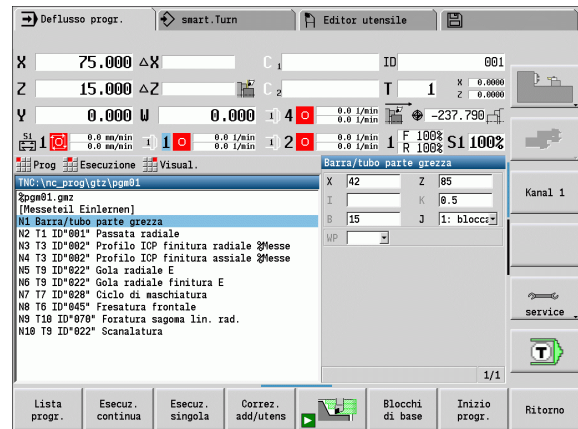 Deflusso progr.
smart.Turn
Editor utensile
X 75.000 △X C 1 ID 001
Z 15.000 △Z C 2 T 1 X 0.0000 Z 0.0000
Y 0.000 U 0.000 1) 4 0 0.0 1/min 0.0 1/min -237.790
S1 1 0.0 mm/min 0.0 mm/min 1) 1 0 0.0 1/min 0.0 1/min 1) 2 0 0.0 1/min 0.0 1/min 1 F 100% R 100% S1 100%
Prog Esecuzione Visual.
TNC:\nc_prog\gtz\pgm01
%pgm01.gmz
[Messeteil Einlernen]
N1 Barra/tubo parte grezza
N2 T1 ID"001" Passata radiale
N3 T3 ID"002" Profilo ICP finitura radiale %Messe
N4 T3 ID"002" Profilo ICP finitura assiale %Messe
N5 T9 ID"022" Gola radiale E
N6 T9 ID"022" Gola radiale finitura E
N7 T7 ID"028" Ciclo di maschiatura
N8 T6 ID"045" Fresatura frontale
N9 T10 ID"070" Foratura sagoma lin. rad.
N10 T9 ID"022" Scanalatura
Barra/tubo parte grezza
X 42 Z 85
I K 0.5
B 15 J 1: blocca
WP
1/1
Kanal 1
service
T
Lista progr.
Esecuz. continua
Esecuz. singola
Correz. add/utens
Blocchi di base
Inizio progr.
Ritorno